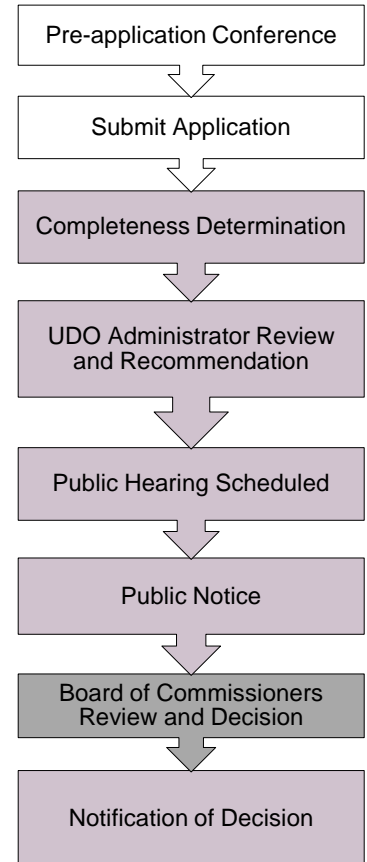 Pre-application Conference
Submit Application
Completeness Determination
UDO Administrator Review
and Recommendation
Public Hearing Scheduled
Public Notice
Board of Commissioners
Review and Decision
Notification of Decision